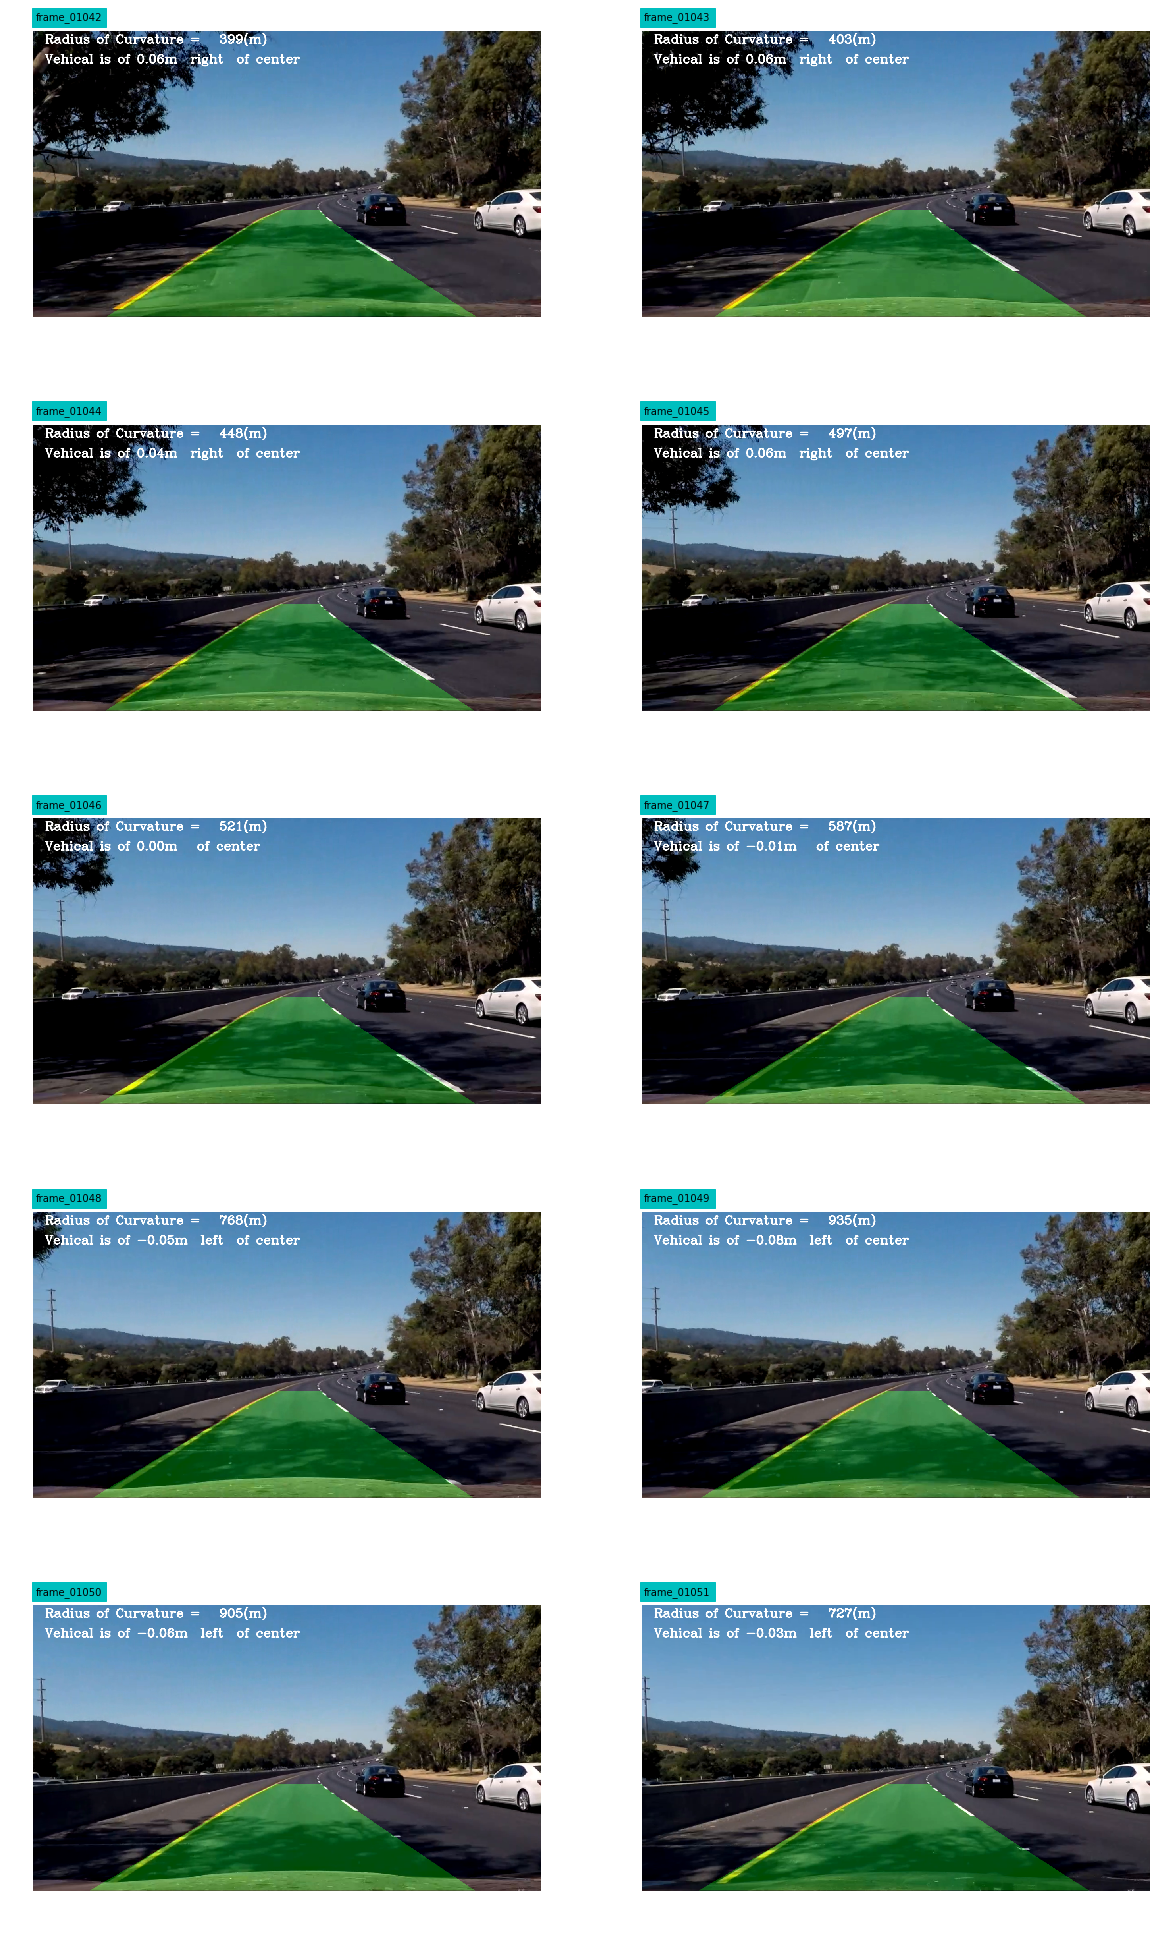 frame_01042
Radius of Curvature = 399(m)
Vehical is of 0.06m right of center
frame_01043
Radius of Curvature = 403(m)
Vehical is of 0.06m right of center
frame_01044
Radius of Curvature = 448(m)
Vehical is of 0.04m right of center
frame_01045
Radius of Curvature = 497(m)
Vehical is of 0.06m right of center
frame_01046
Radius of Curvature = 521(m)
Vehical is of 0.00m of center
frame_01047
Radius of Curvature = 587(m)
Vehical is of −0.01m of center
frame_01048
Radius of Curvature = 768(m)
Vehical is of −0.05m left of center
frame_01049
Radius of Curvature = 935(m)
Vehical is of −0.08m left of center
frame_01050
Radius of Curvature = 905(m)
Vehical is of −0.06m left of center
frame_01051
Radius of Curvature = 727(m)
Vehical is of −0.03m left of center